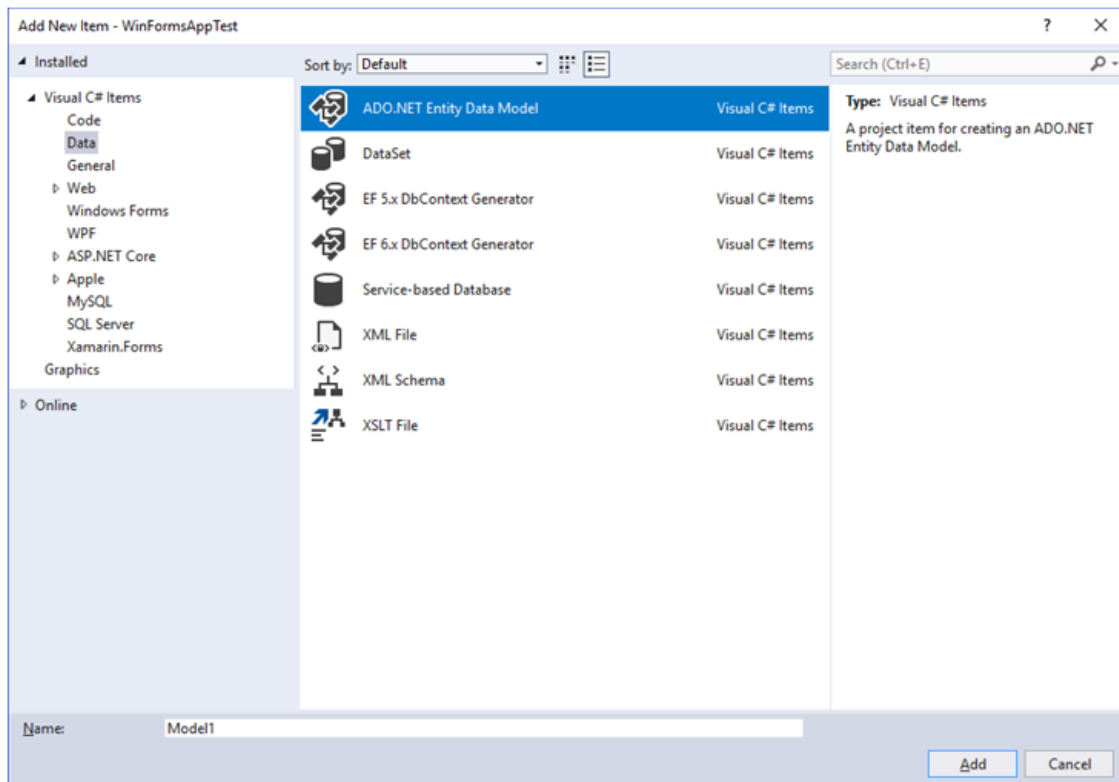 Add New Item - WinFormsAppTest
? X
Installed
Sort by: Default
Search (Ctrl+E)
Visual C# Items
Code
Data
General
Web
Windows Forms
WPF
ASP.NET Core
Apple
MySQL
SQL Server
Xamarin.Forms
Graphics
Online
ADO.NET Entity Data Model Visual C# Items
DataSet Visual C# Items
EF 5.x DbContext Generator Visual C# Items
EF 6.x DbContext Generator Visual C# Items
Service-based Database Visual C# Items
XML File Visual C# Items
XML Schema Visual C# Items
XSLT File Visual C# Items
Type: Visual C# Items
A project item for creating an ADO.NET
Entity Data Model.
Name: Model1
Add Cancel